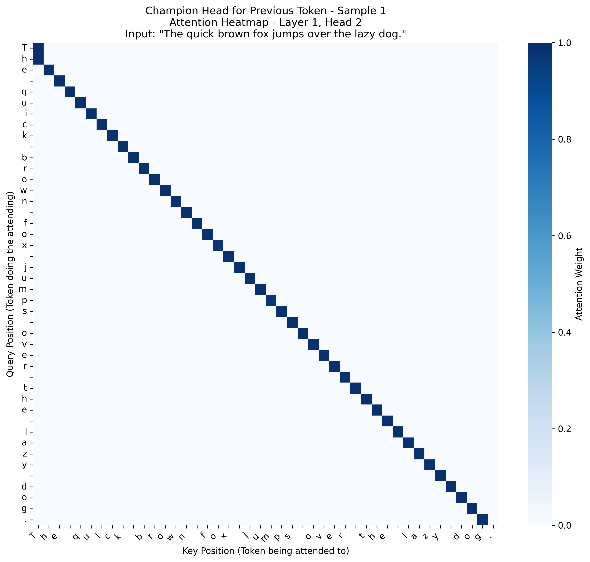 Champion Head for Previous Token - Sample 1
Attention Heatmap - Layer 1, Head 2
Input: "The quick brown fox jumps over the lazy dog."
Query Position (Token doing the attending)
T
h
e
q
u
i
c
k
b
r
o
w
n
f
o
x
j
u
m
p
s
o
v
e
r
t
h
e
l
a
z
y
d
o
g
.
T h e q u i c k b r o w n f o x j u m p s o v e r t h e l a z y d o g .
Key Position (Token being attended to)
1.0
0.8
0.6
0.4
0.2
0.0
Attention Weight